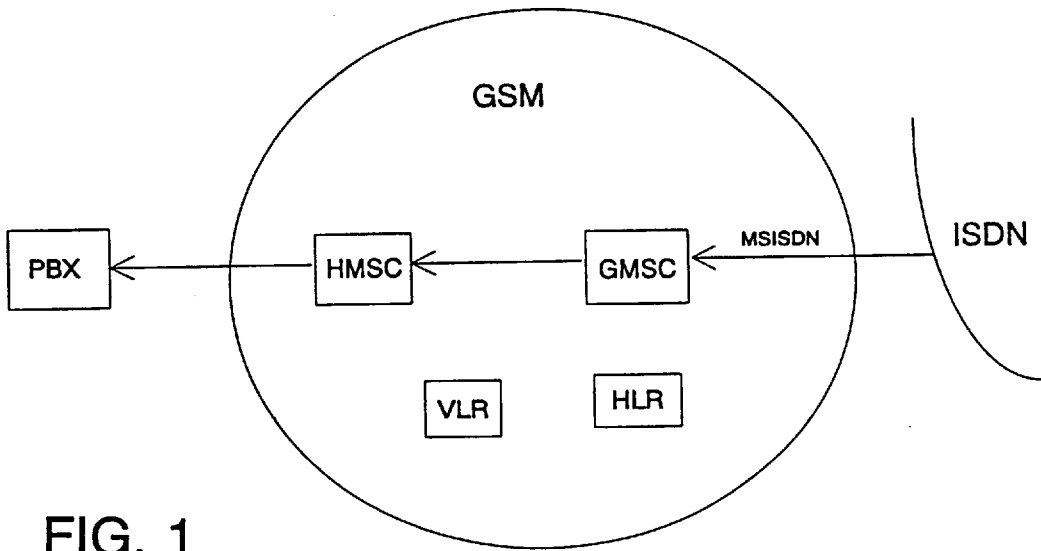 GSM
MSISDN
ISDN
PBX
HMSC
GMSC
VLR
HLR
FIG. 1